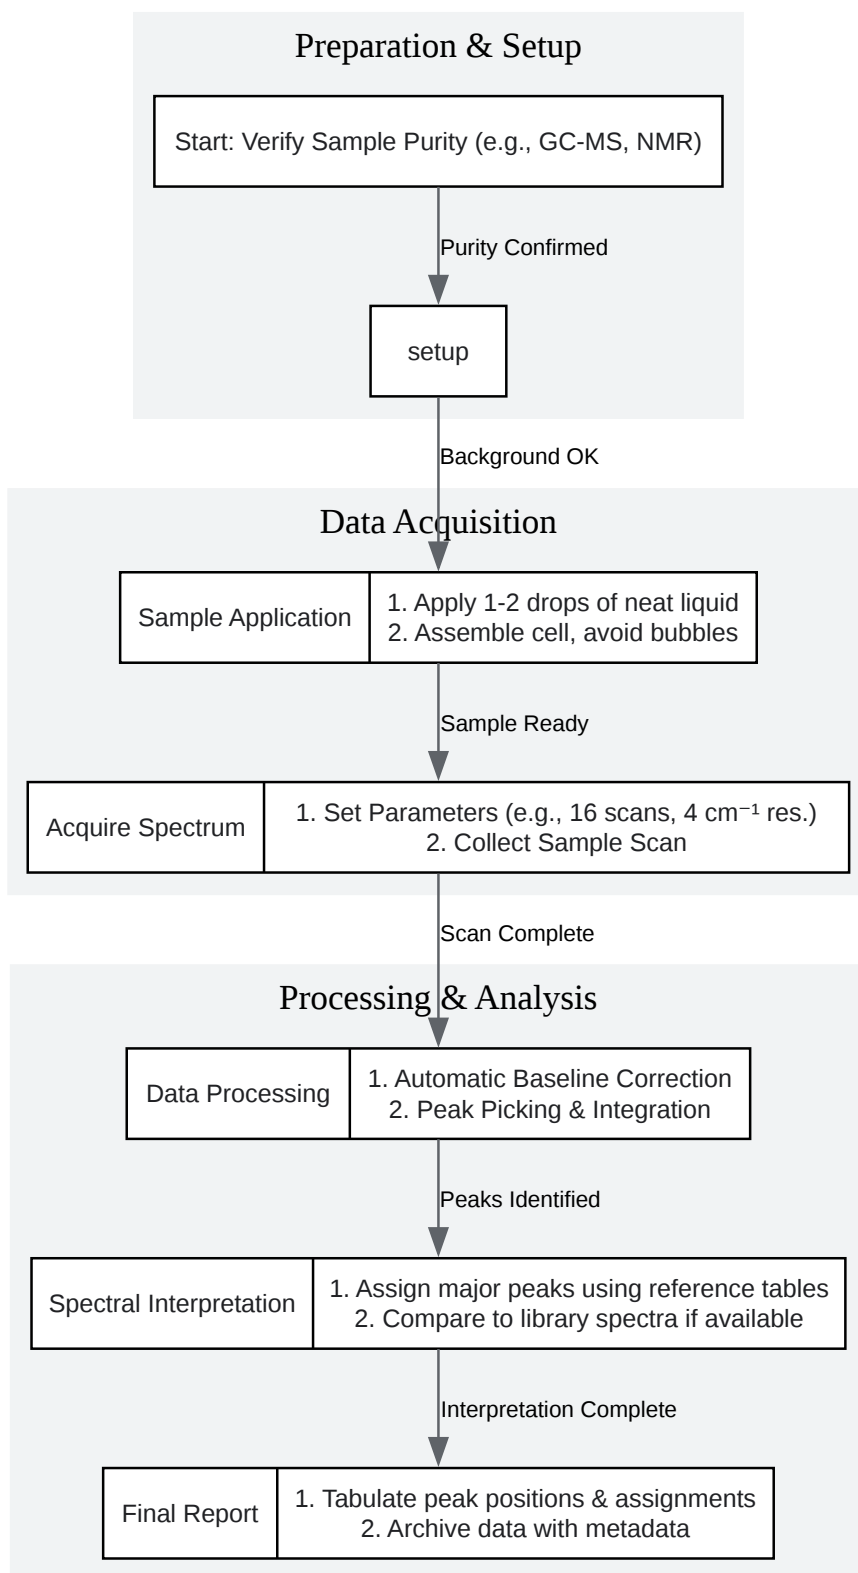 Preparation & Setup
Start: Verify Sample Purity (e.g., GC-MS, NMR)
Purity Confirmed
setup
Background OK
Data Acquisition
Sample Application
1. Apply 1-2 drops of neat liquid
2. Assemble cell, avoid bubbles
Sample Ready
Acquire Spectrum
1. Set Parameters (e.g., 16 scans, 4 cm⁻¹ res.)
2. Collect Sample Scan
Scan Complete
Processing & Analysis
Data Processing
1. Automatic Baseline Correction
2. Peak Picking & Integration
Peaks Identified
Spectral Interpretation
1. Assign major peaks using reference tables
2. Compare to library spectra if available
Interpretation Complete
Final Report
1. Tabulate peak positions & assignments
2. Archive data with metadata